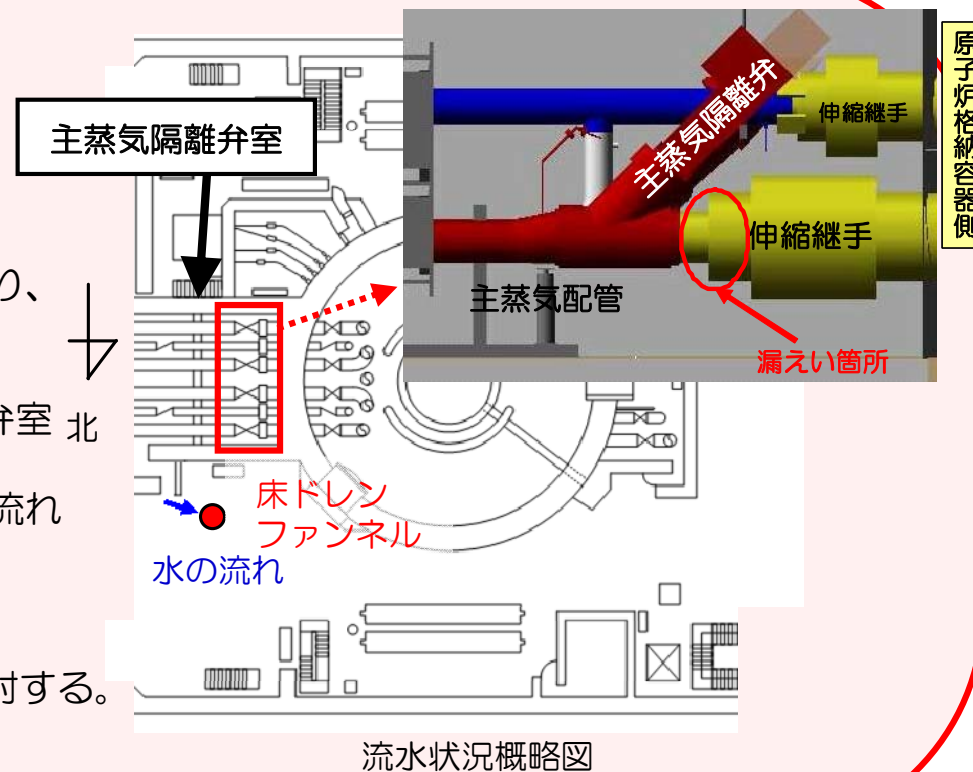 主蒸気隔離弁室
り、
弁室
流れ
討する。
北
床ドレン
ファンネル
水の流れ
主蒸気隔離弁
伸縮継手
伸縮継手
主蒸気配管
漏えい箇所
原子炉格納容器側
流水状況概略図